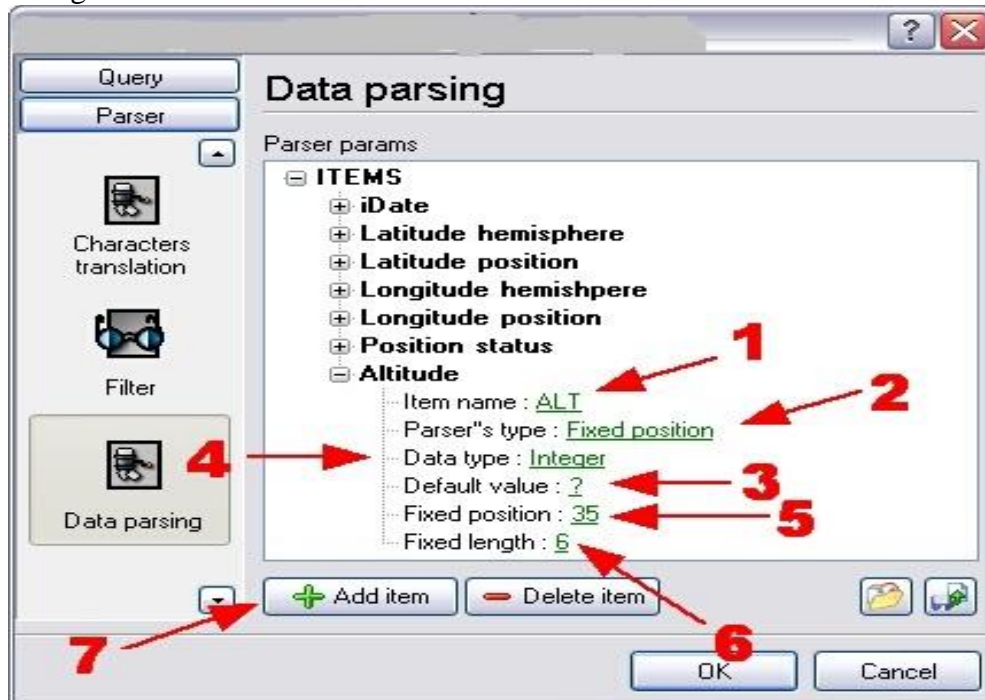 Query
Parser
Characters
translation
Filter
Data parsing
Data parsing
Parser params
ITEMS
iDate
Latitude hemisphere
Latitude position
Longitude hemishpere
Longitude position
Position status
Altitude
Item name : ALT
Parser"s type : Fixed position
Data type : Integer
Default value : ?
Fixed position : 35
Fixed length : 6
1
2
4
3
5
6
7
Add item
Delete item
OK
Cancel